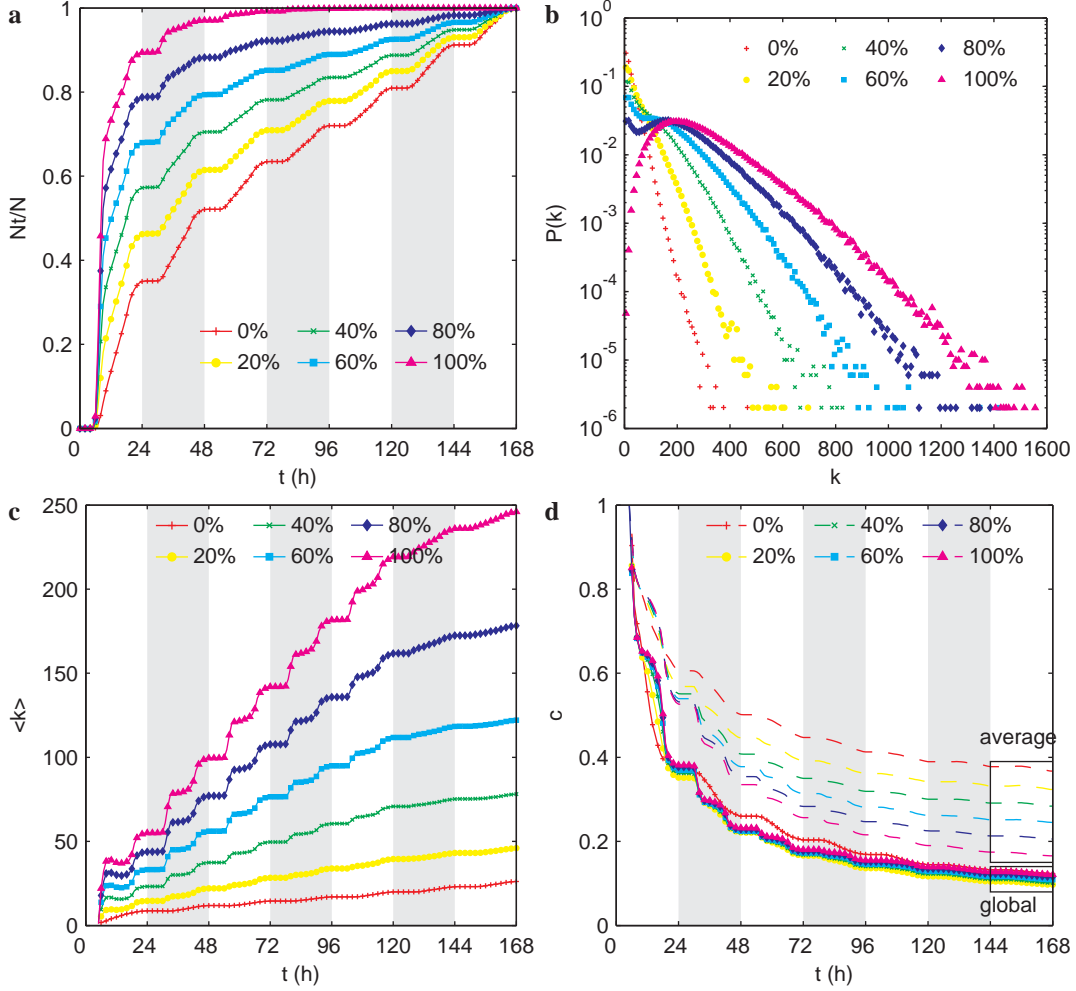 a
1
0.8
0.6
0.4
0.2
0
Nt/N
0% 40% 80%
20% 60% 100%
24 48 72 96 120 144 168
t (h)
b
10^0
10^-1
10^-2
10^-3
10^-4
10^-5
10^-6
P(k)
0% 40% 80%
20% 60% 100%
0 200 400 600 800 1000 1200 1400 1600
k
c
250
200
150
100
50
0
<k>
0% 40% 80%
20% 60% 100%
0 24 48 72 96 120 144 168
t (h)
d
1
0.8
0.6
0.4
0.2
0
c
0% 40% 80%
20% 60% 100%
average
global
0 24 48 72 96 120 144 168
t (h)